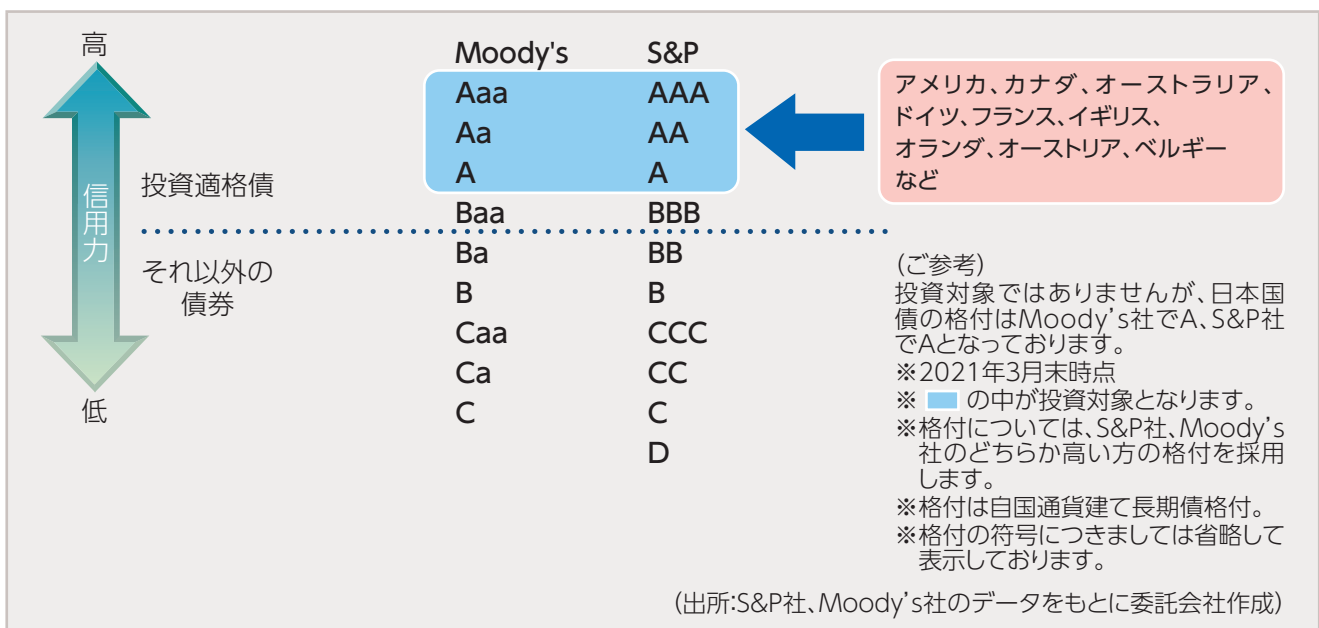 高
Moody's S&P
Aaa AAA
Aa AA
A A
Baa BBB
Ba BB
B B
Caa CCC
Ca CC
C C
D
信用力
投資適格債
それ以外の
債券
低
アメリカ、カナダ、オーストラリア、
ドイツ、フランス、イギリス、
オランダ、オーストリア、ベルギー
など
(ご参考)
投資対象ではありませんが、日本国
債の格付はMoody's社でA、S&P社
でAとなっております。
※2021年3月末時点
※ の中が投資対象となります。
※格付については、S&P社、Moody's
社のどちらか高い方の格付を採用
します。
※格付は自国通貨建て長期債格付。
※格付の符号につきましては省略して
表示しております。
(出所:S&P社、Moody's社のデータをもとに委託会社作成)